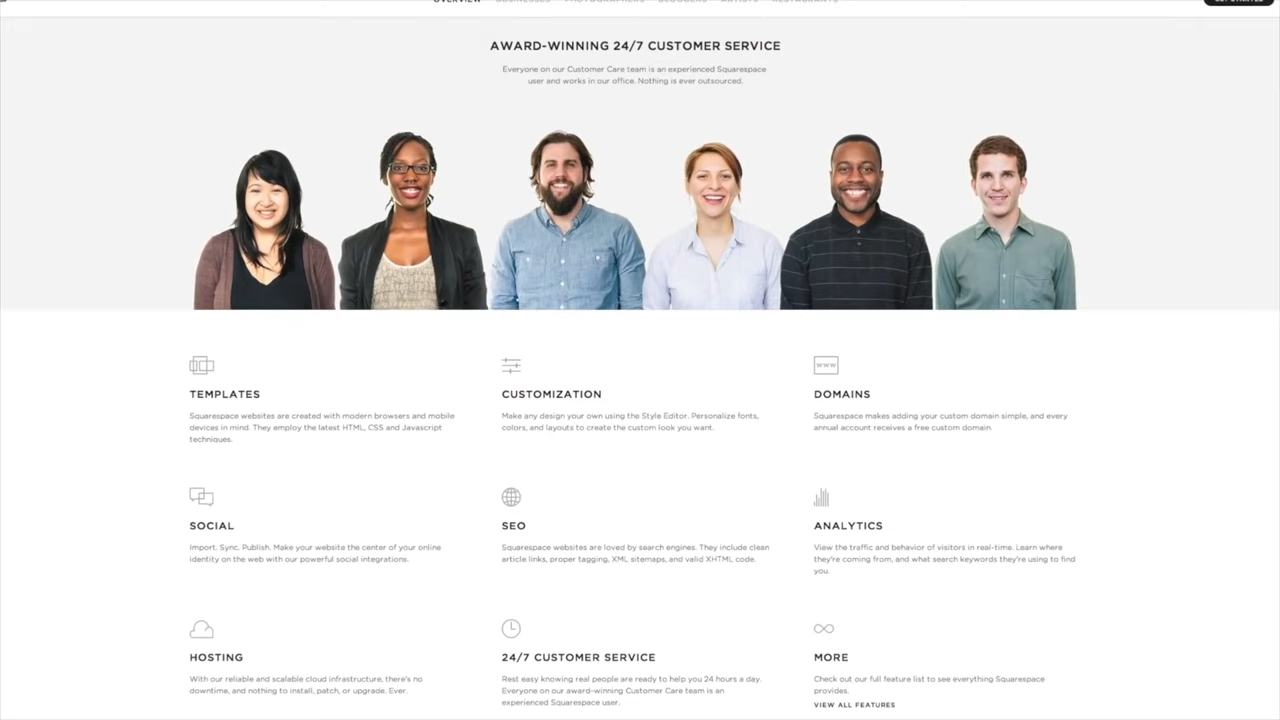 OVERVIEW BUSINESSES PHOTOGRAPHERS BLOGGERS ARTISTS RESTAURANTS
GET STARTED
AWARD-WINNING 24/7 CUSTOMER SERVICE
Everyone on our Customer Care team is an experienced Squarespace
user and works in our office. Nothing is ever outsourced.
WWW
TEMPLATES
Squarespace websites are created with modern browsers and mobile
devices in mind. They employ the latest HTML, CSS and Javascript
techniques.
CUSTOMIZATION
Make any design your own using the Style Editor. Personalize fonts,
colors, and layouts to create the custom look you want.
DOMAINS
Squarespace makes adding your custom domain simple, and every
annual account receives a free custom domain.
SOCIAL
Import. Sync. Publish. Make your website the center of your online
identity on the web with our powerful social integrations.
SEO
Squarespace websites are loved by search engines. They include clean
article links, proper tagging, XML sitemaps, and valid XHTML code.
ANALYTICS
View the traffic and behavior of visitors in real-time. Learn where
they're coming from, and what search keywords they're using to find
you.
HOSTING
With our reliable and scalable cloud infrastructure, there's no
downtime, and nothing to install, patch, or upgrade. Ever.
24/7 CUSTOMER SERVICE
Rest easy knowing real people are ready to help you 24 hours a day.
Everyone on our award-winning Customer Care team is an
experienced Squarespace user.
MORE
Check out our full feature list to see everything Squarespace
provides.
VIEW ALL FEATURES